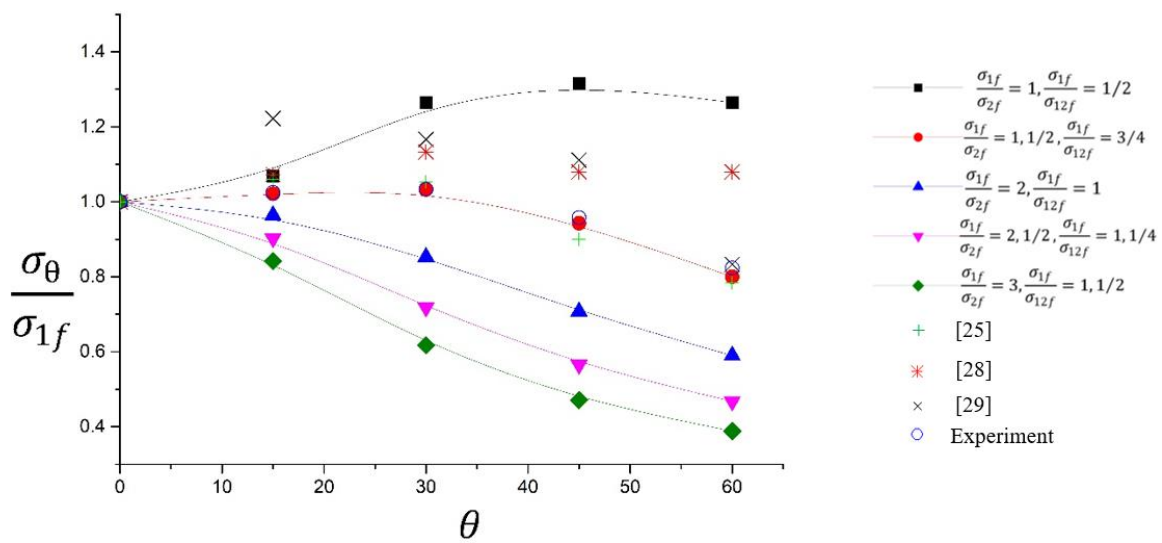 1.4
1.2
1.0
0.8
0.6
0.4
σθ/σ1f
0 10 20 30 40 50 60
θ
σ1f/σ2f = 1, σ1f/σ12f = 1/2
σ1f/σ2f = 1,1/2, σ1f/σ12f = 3/4
σ1f/σ2f = 2, σ1f/σ12f = 1
σ1f/σ2f = 2,1/2, σ1f/σ12f = 1,1/4
σ1f/σ2f = 3, σ1f/σ12f = 1,1/2
[25]
[28]
[29]
Experiment